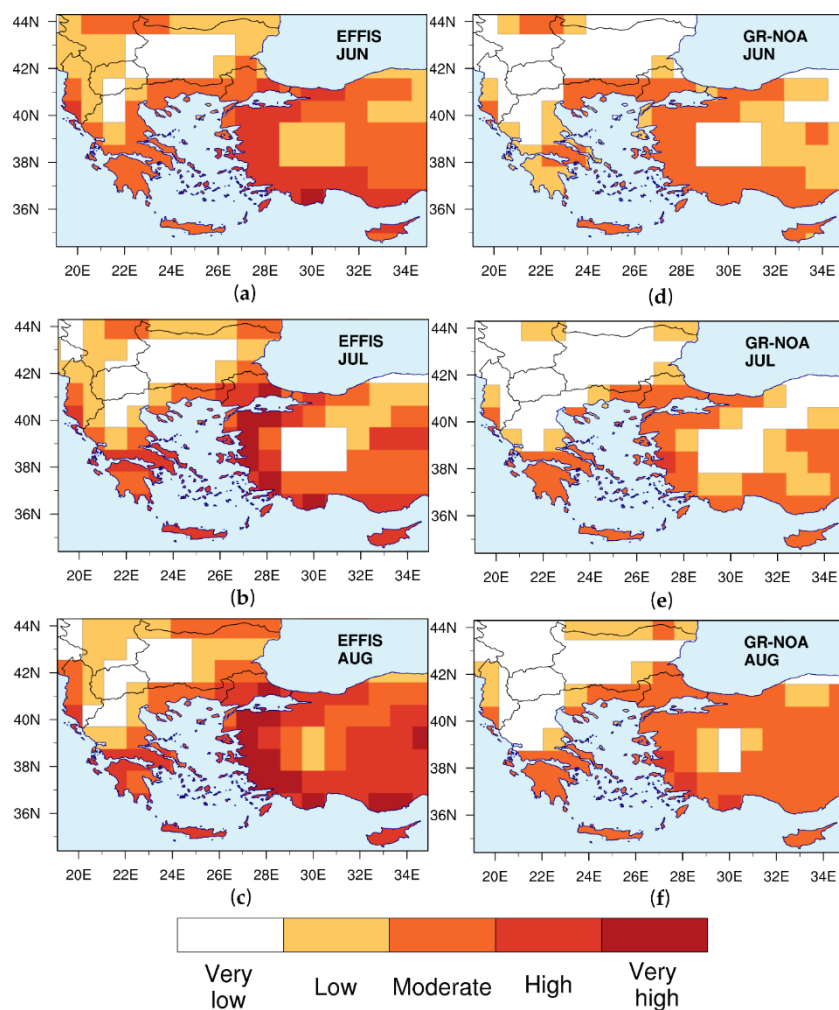 44N
42N
40N
38N
36N
EFFIS
JUN
20E 22E 24E 26E 28E 30E 32E 34E
(a)
44N
42N
40N
38N
36N
GR-NOA
JUN
20E 22E 24E 26E 28E 30E 32E 34E
(d)
44N
42N
40N
38N
36N
EFFIS
JUL
20E 22E 24E 26E 28E 30E 32E 34E
(b)
44N
42N
40N
38N
36N
GR-NOA
JUL
20E 22E 24E 26E 28E 30E 32E 34E
(e)
44N
42N
40N
38N
36N
EFFIS
AUG
20E 22E 24E 26E 28E 30E 32E 34E
(c)
44N
42N
40N
38N
36N
GR-NOA
AUG
20E 22E 24E 26E 28E 30E 32E 34E
(f)
Very low
Low
Moderate
High
Very high